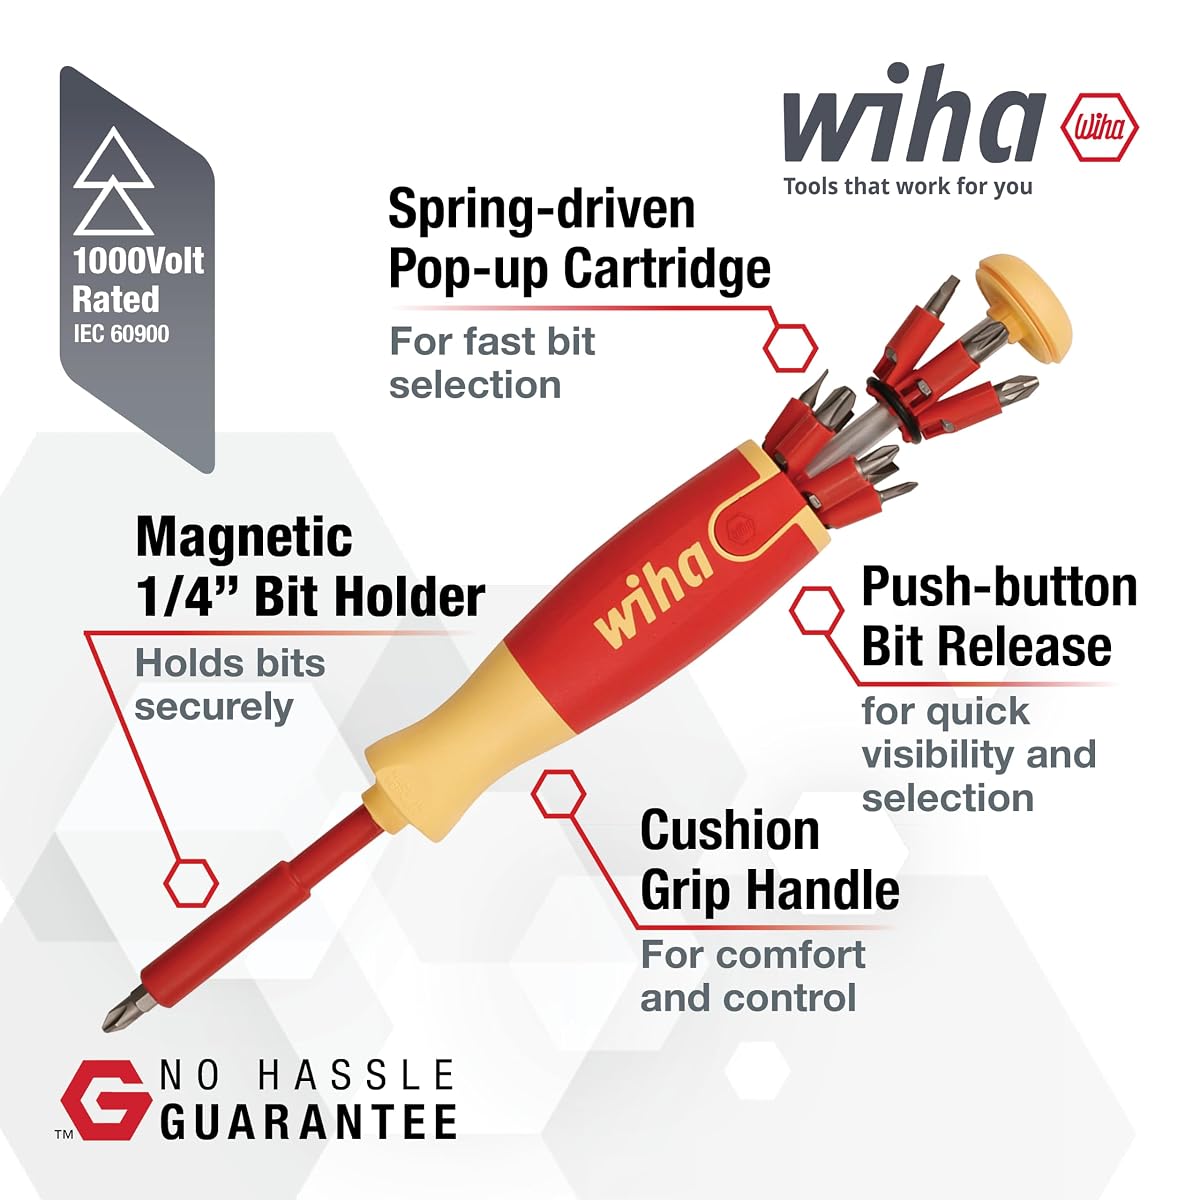 wiha
Wiha
Tools that work for you
1000Volt
Rated
IEC 60900
Spring-driven
Pop-up Cartridge
For fast bit
selection
Magnetic
1/4” Bit Holder
Holds bits
securely
wiha
Push-button
Bit Release
for quick
visibility and
selection
Cushion
Grip Handle
For comfort
and control
G NO HASSLE
TM GUARANTEE